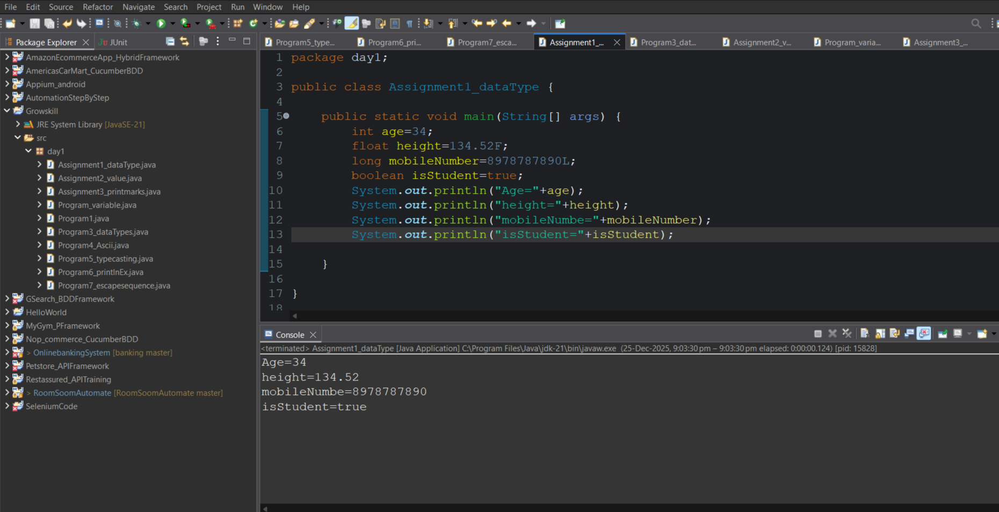 File Edit Source Refactor Navigate Search Project Run Window Help
Package Explorer
JUnit
AmazonEcommerceApp_HybridFramework
AmericasCarMart_CucumberBDD
Appium_android
AutomationStepByStep
Growskill
JRE System Library [JavaSE-21]
src
day1
Assignment1_dataType.java
Assignment2_value.java
Assignment3_printmarks.java
Program_variable.java
Program1.java
Program3_dataTypes.java
Program4_Ascii.java
Program5_typecasting.java
Program6_printlnEx.java
Program7_escapesequence.java
GSearch_BDDFramework
HelloWorld
MyGym_PFramework
Nop_commerce_CucumberBDD
> OnlinebankingSystem [banking master]
Petstore_APIFramework
Restassured_APITraining
> RoomSoomAutomate [RoomSoomAutomate master]
SeleniumCode
Program5_type... Program6_pri... Program7_esca... Assignment1_... Program3_dat... Assignment2_v... Program_varia... Assignment3_...
1 package day1;
2
3 public class Assignment1_dataType {
4
5 public static void main(String[] args) {
6 int age=34;
7 float height=134.52F;
8 long mobileNumber=8978787890L;
9 boolean isStudent=true;
10 System.out.println("Age="+age);
11 System.out.println("height="+height);
12 System.out.println("mobileNumbe="+mobileNumber);
13 System.out.println("isStudent="+isStudent);
14
15 }
16
17 }
18
Console
<terminated> Assignment1_dataType [Java Application] C:\Program Files\Java\jdk-21\bin\javaw.exe (25-Dec-2025, 9:03:30 pm – 9:03:30 pm elapsed: 0:00:00.124) [pid: 15828]
Age=34
height=134.52
mobileNumbe=8978787890
isStudent=true